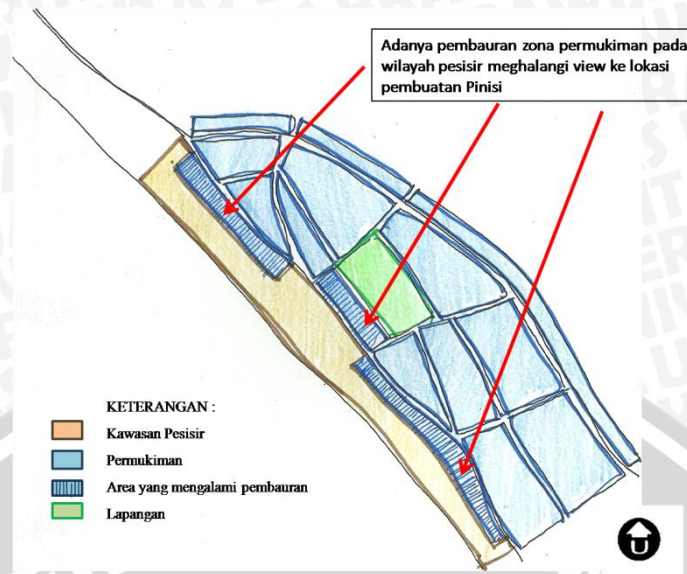 Adanya pembauran zona permukiman pada
wilayah pesisir meghalangi view ke lokasi
pembuatan Pinisi
KETERANGAN :
Kawasan Pesisir
Permukiman
Area yang mengalami pembauran
Lapangan
U